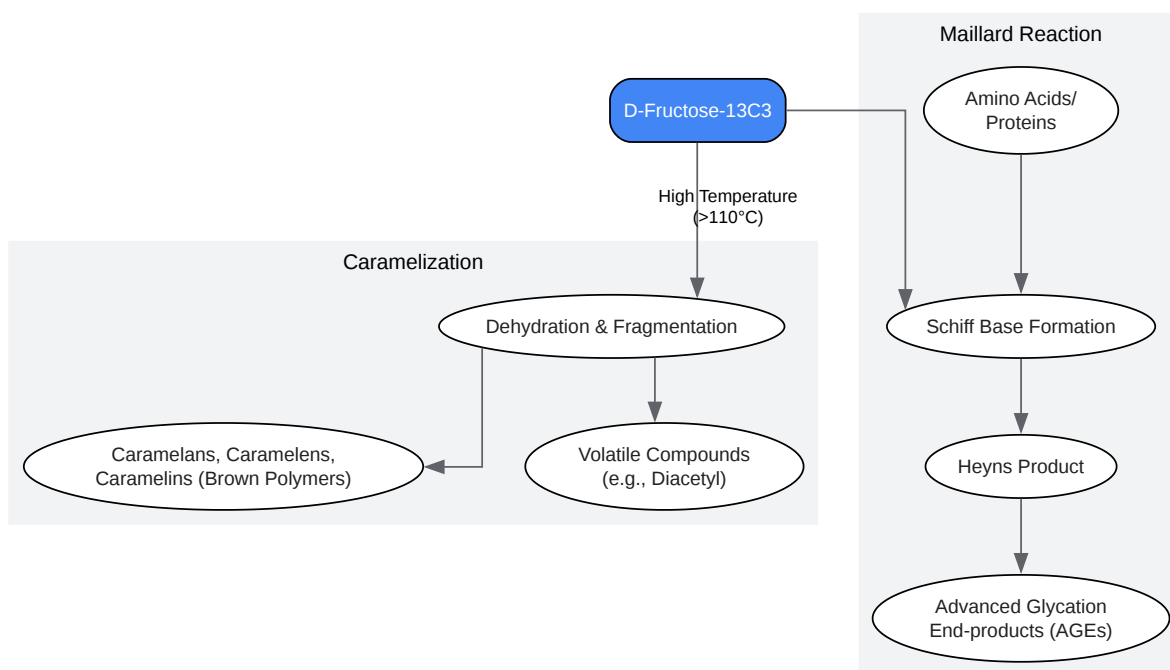 Maillard Reaction
D-Fructose-13C3
Amino Acids/
Proteins
High Temperature
(>110°C)
Caramelization
Dehydration & Fragmentation
Schiff Base Formation
Caramelans, Caramelens,
Caramelins (Brown Polymers)
Volatile Compounds
(e.g., Diacetyl)
Heyns Product
Advanced Glycation
End-products (AGEs)